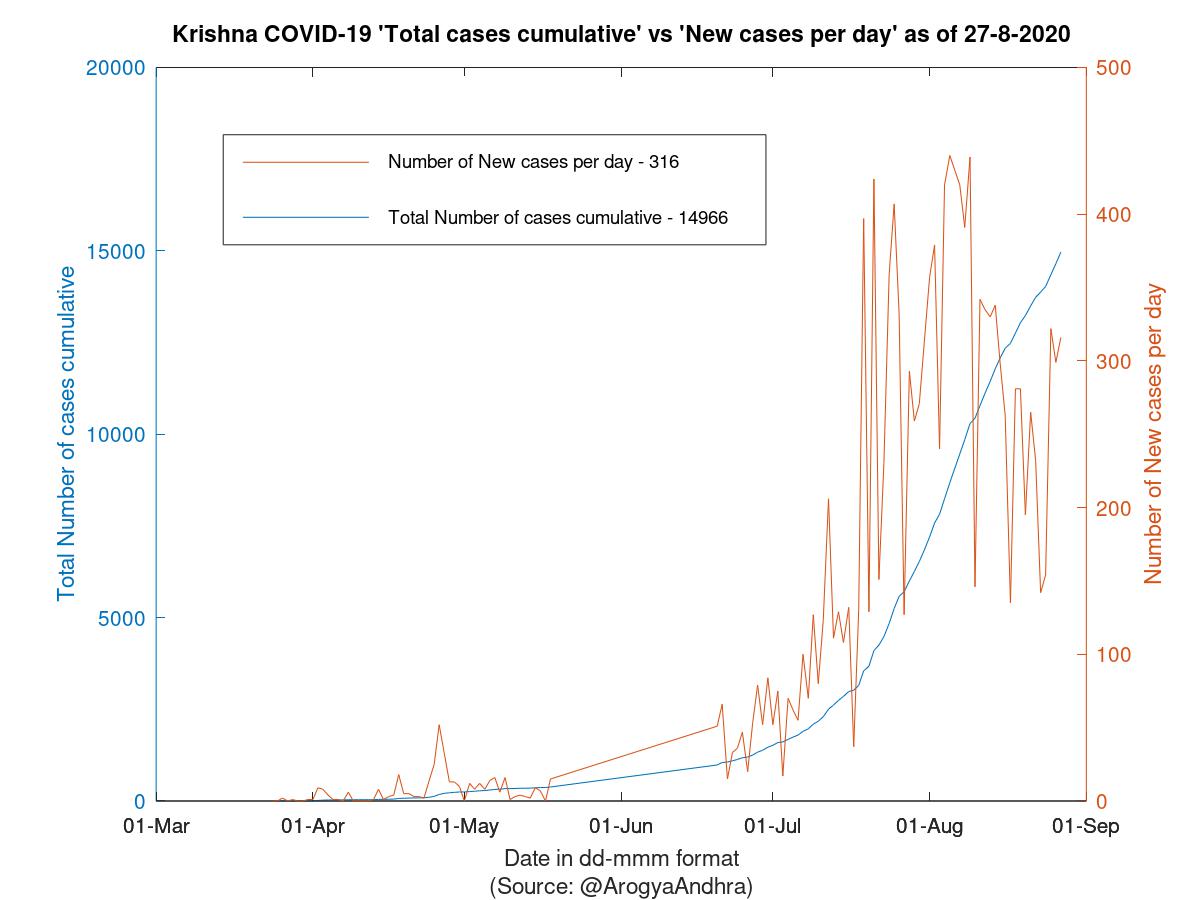 Krishna COVID-19 'Total cases cumulative' vs 'New cases per day' as of 27-8-2020
20000
15000
10000
5000
0
Total Number of cases cumulative
Number of New cases per day - 316
Total Number of cases cumulative - 14966
500
400
300
200
100
0
Number of New cases per day
01-Mar 01-Apr 01-May 01-Jun 01-Jul 01-Aug 01-Sep
Date in dd-mmm format
(Source: @ArogyaAndhra)